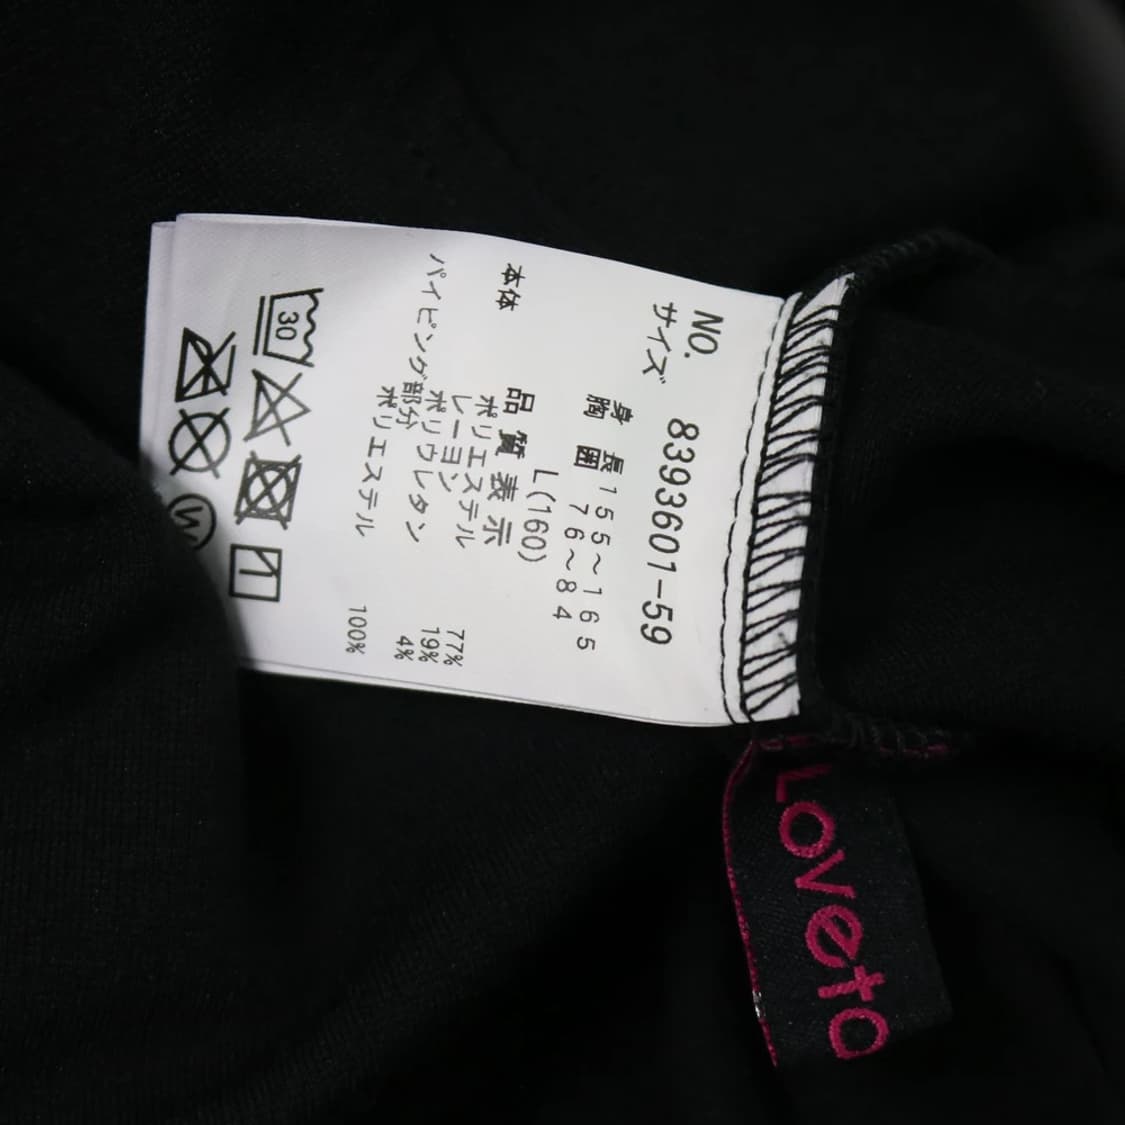 NO. 8393601-59
サイズ
身長 155～165
胸囲 76～84
L(160)
品質表示
本体 ポリエステル 77%
レーヨン 19%
ポリウレタン 4%
パイピング部分
ポリエステル 100%
30
W
Loveto